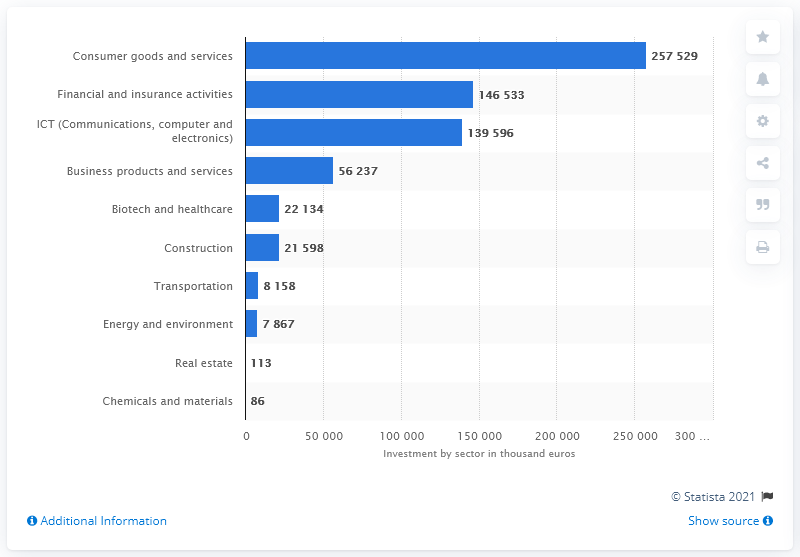 Consumer goods and services 257 529
Financial and insurance activities 146 533
ICT (Communications, computer and
electronics) 139 596
Business products and services 56 237
Biotech and healthcare 22 134
Construction 21 598
Transportation 8 158
Energy and environment 7 867
Real estate 113
Chemicals and materials 86
0 50 000 100 000 150 000 200 000 250 000 300 ...
Investment by sector in thousand euros
© Statista 2021
Additional Information Show source